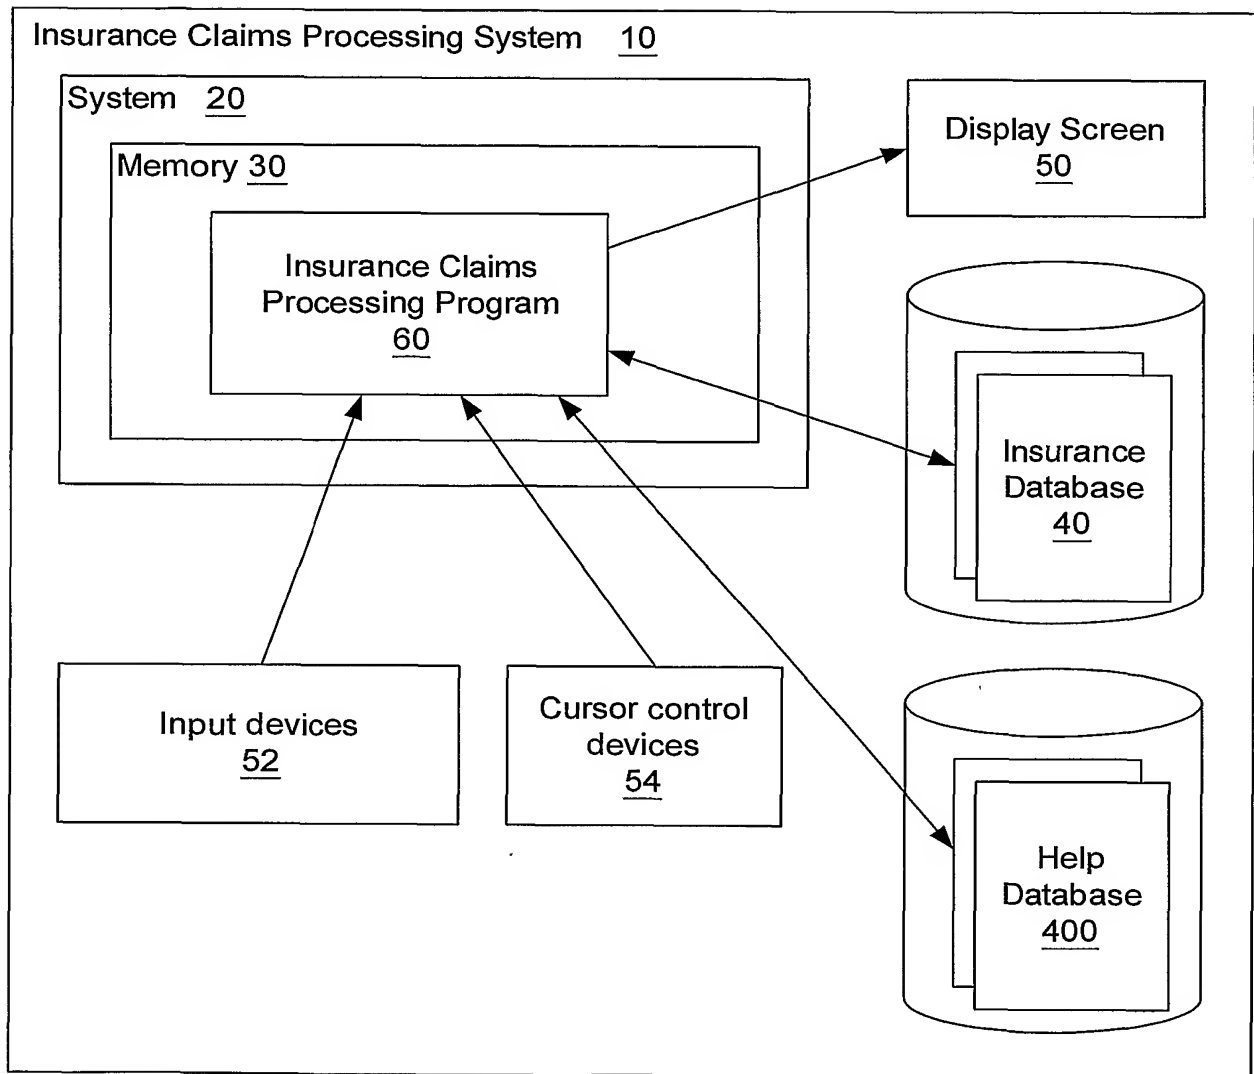 Insurance Claims Processing System 10
System 20
Memory 30
Insurance Claims
Processing Program
60
Display Screen
50
Insurance
Database
40
Input devices
52
Cursor control
devices
54
Help
Database
400